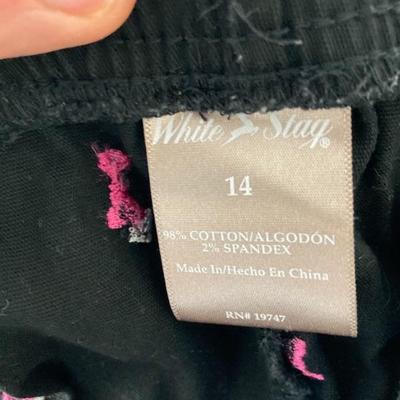 White Stag®
14
98% COTTON/ALGODÓN
2% SPANDEX
Made In/Hecho En China
RN# 19747